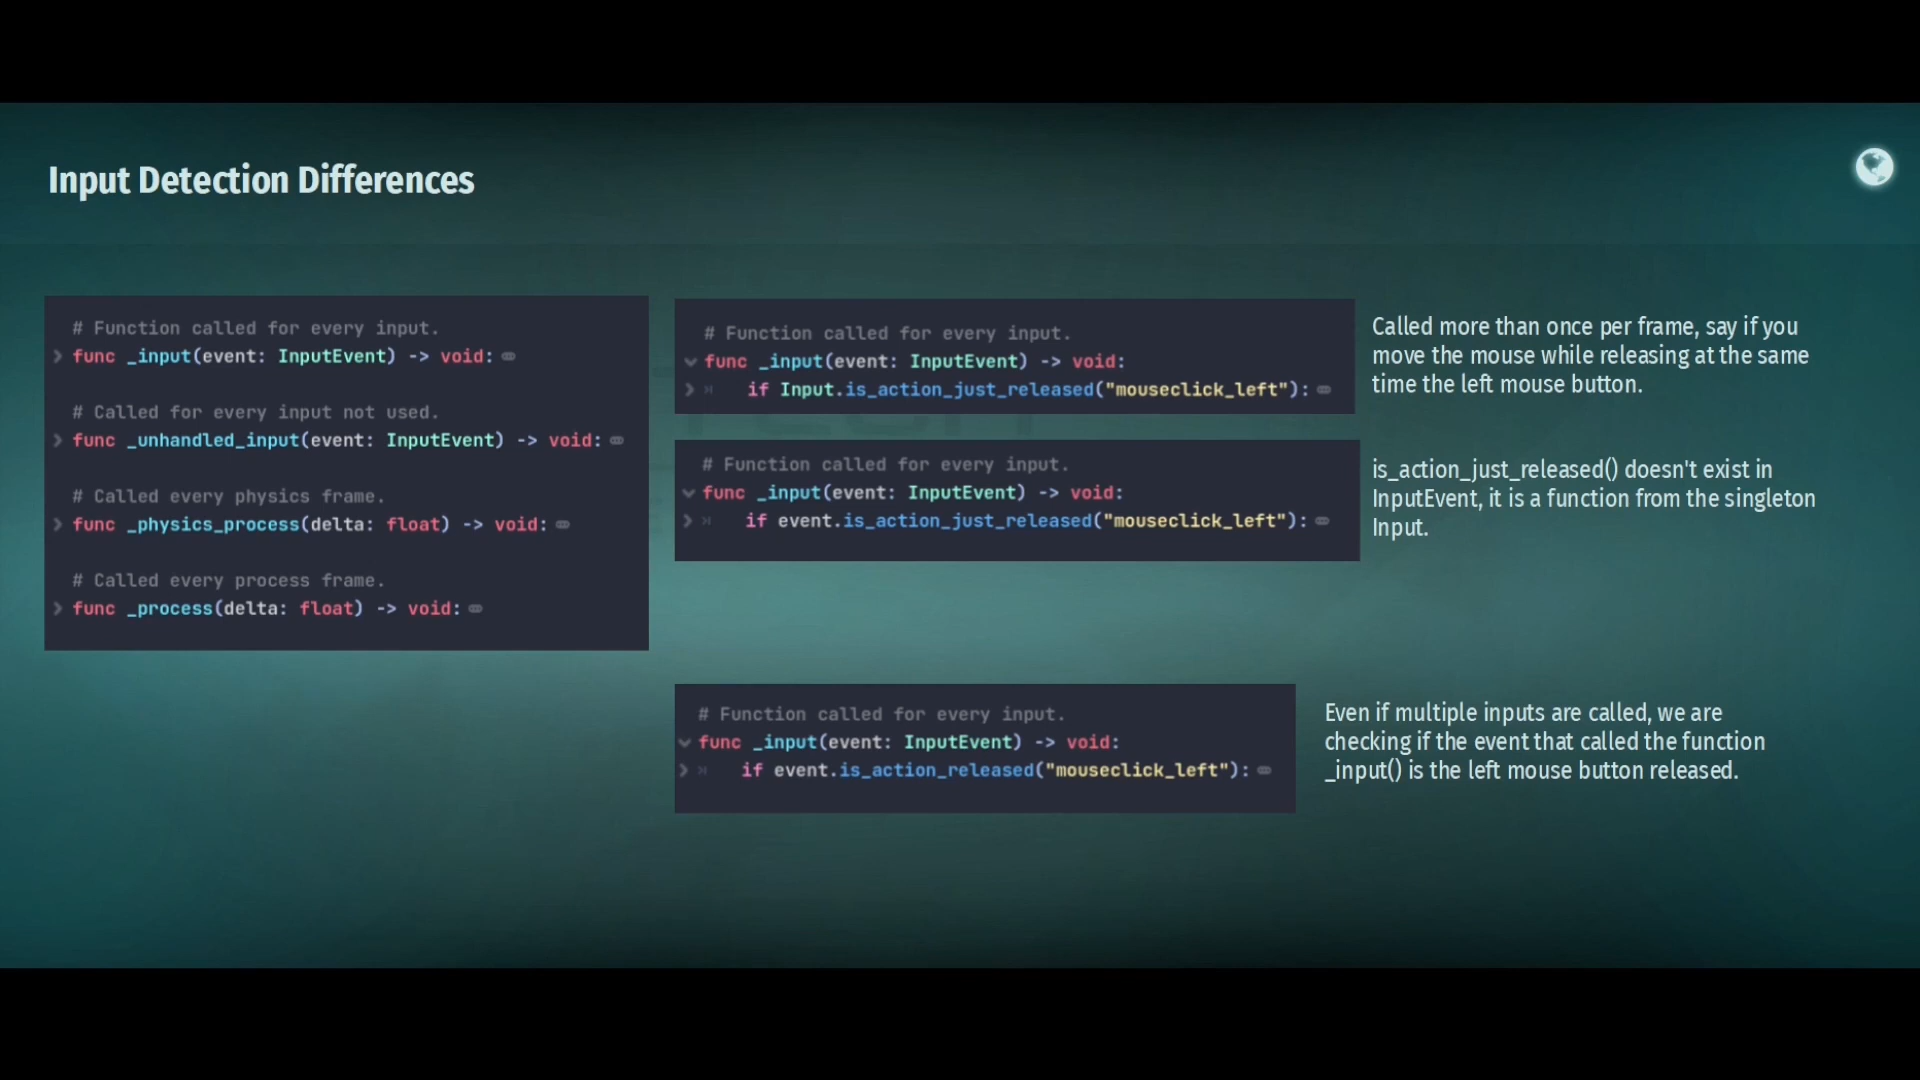 Input Detection Differences
# Function called for every input.
func _input(event: InputEvent) -> void:
# Called for every input not used.
func _unhandled_input(event: InputEvent) -> void:
# Called every physics frame.
func _physics_process(delta: float) -> void:
# Called every process frame.
func _process(delta: float) -> void:
# Function called for every input.
func _input(event: InputEvent) -> void:
if Input.is_action_just_released("mouseclick_left"):
Called more than once per frame, say if you
move the mouse while releasing at the same
time the left mouse button.
# Function called for every input.
func _input(event: InputEvent) -> void:
if event.is_action_just_released("mouseclick_left"):
is_action_just_released() doesn't exist in
InputEvent, it is a function from the singleton
Input.
# Function called for every input.
func _input(event: InputEvent) -> void:
if event.is_action_released("mouseclick_left"):
Even if multiple inputs are called, we are
checking if the event that called the function
_input() is the left mouse button released.